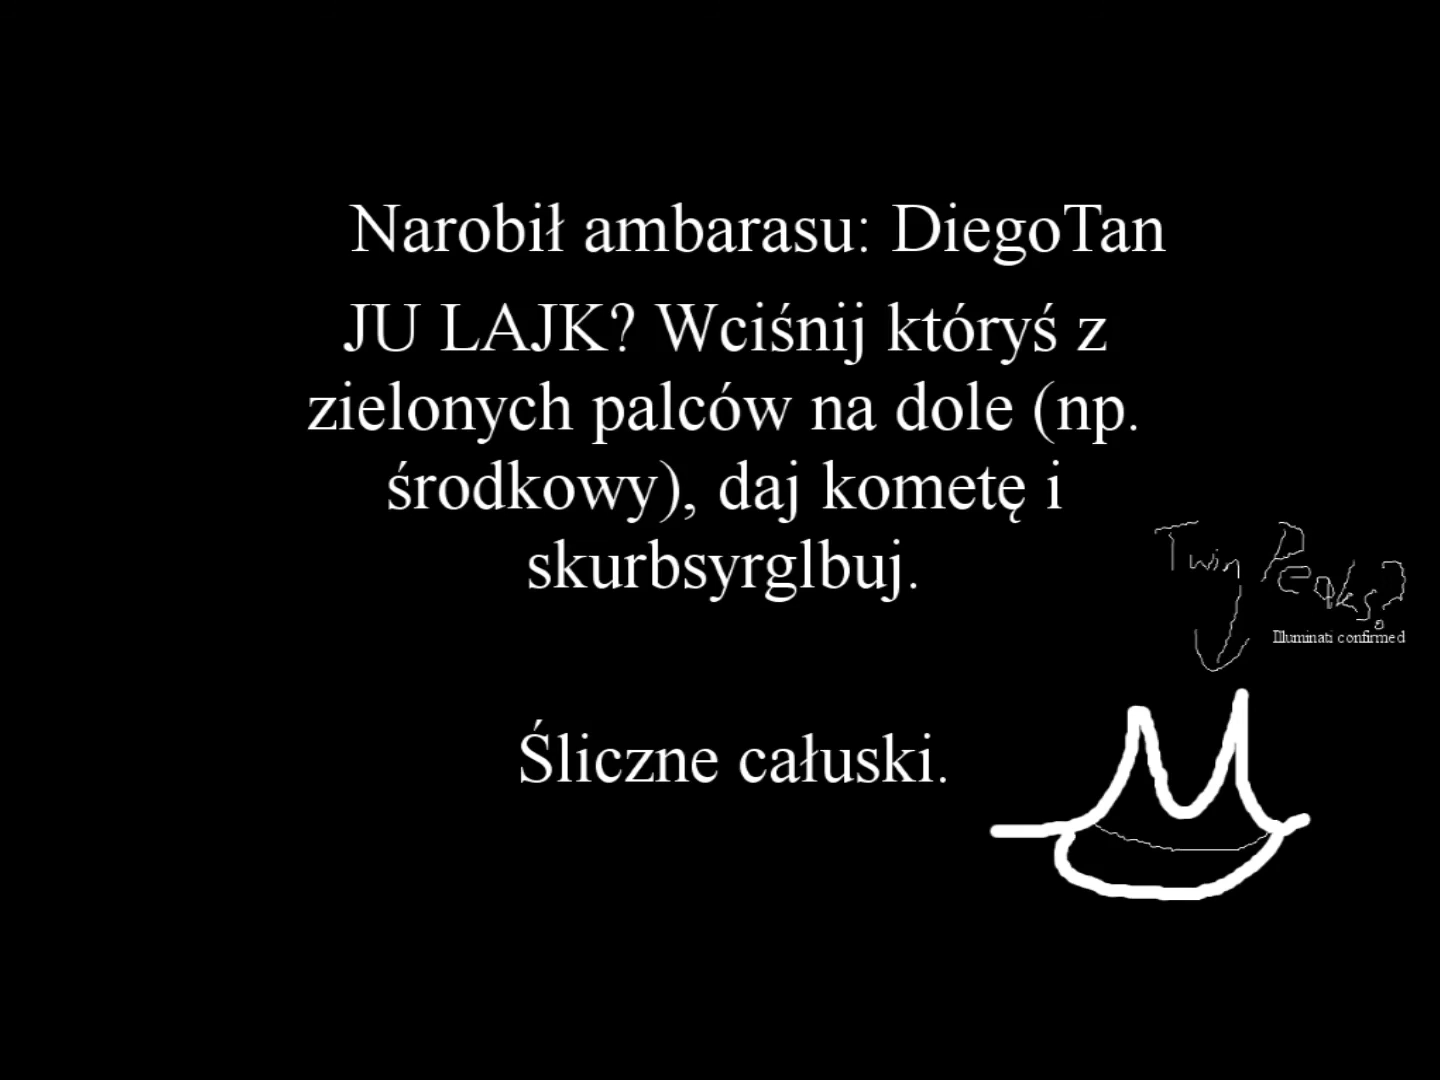 Narobił ambarasu: DiegoTan
JU LAJK? Wciśnij któryś z
zielonych palców na dole (np.
środkowy), daj kometę i
skurbsyrglbuj.
Twin Peaks?
Illuminati confirmed
Śliczne całuski.